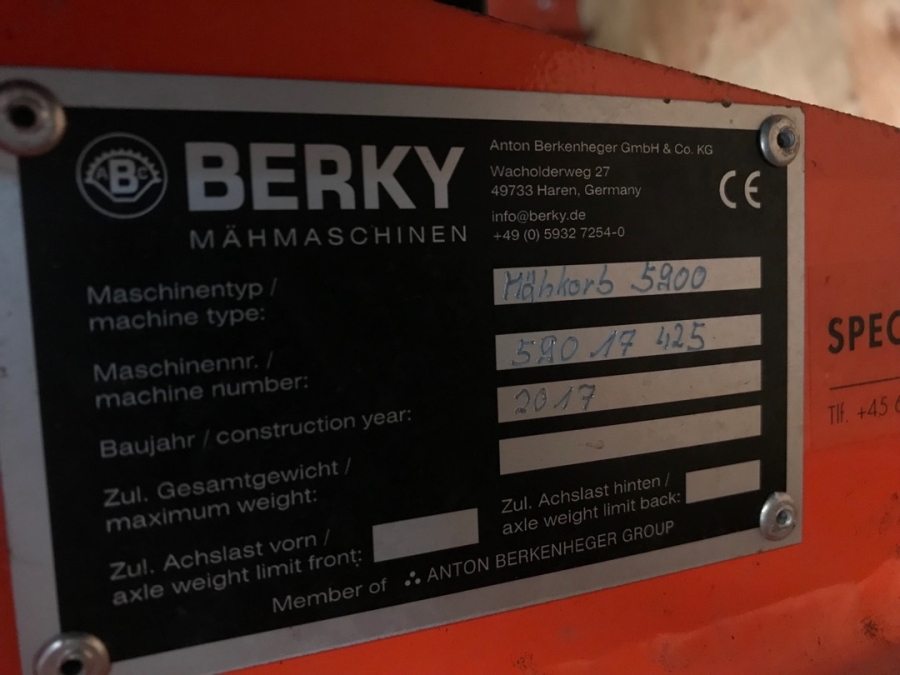 ABC
BERKY
MÄHMASCHINEN
Anton Berkenheger GmbH & Co. KG
Wacholderweg 27
49733 Haren, Germany
info@berky.de
+49 (0) 5932 7254-0
CE
Maschinentyp /
machine type:
Mähkorb 5200
Maschinennr. /
machine number:
520 17 425
Baujahr / construction year:
2017
Zul. Gesamtgewicht /
maximum weight:
Zul. Achslast vorn /
axle weight limit front:
Zul. Achslast hinten /
axle weight limit back:
Member of ANTON BERKENHEGER GROUP
SPEC
Tlf. +45 6